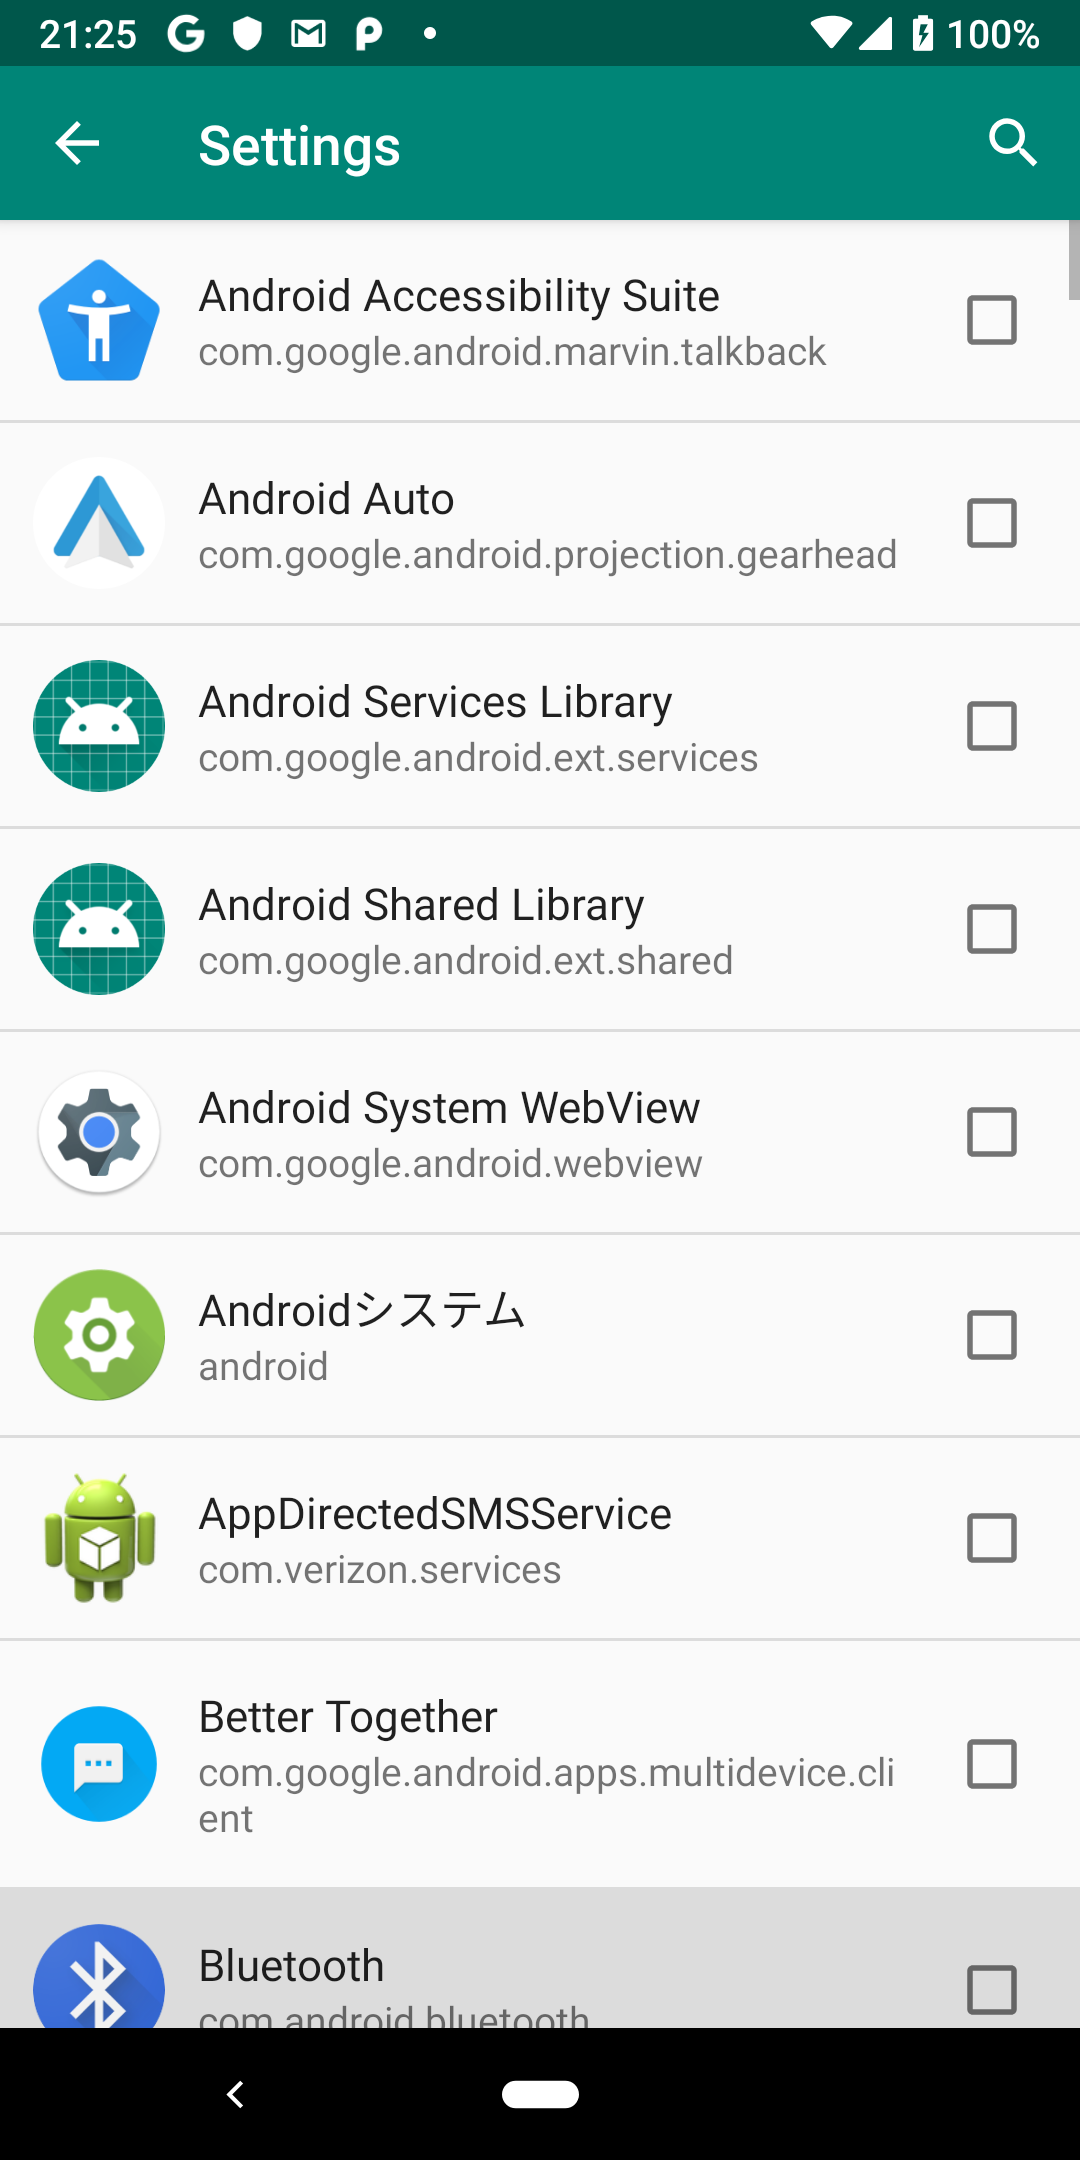 21:25
100%
Settings
Android Accessibility Suite
com.google.android.marvin.talkback
Android Auto
com.google.android.projection.gearhead
Android Services Library
com.google.android.ext.services
Android Shared Library
com.google.android.ext.shared
Android System WebView
com.google.android.webview
Androidシステム
android
AppDirectedSMSService
com.verizon.services
Better Together
com.google.android.apps.multidevice.cli
ent
Bluetooth
com.android.bluetooth